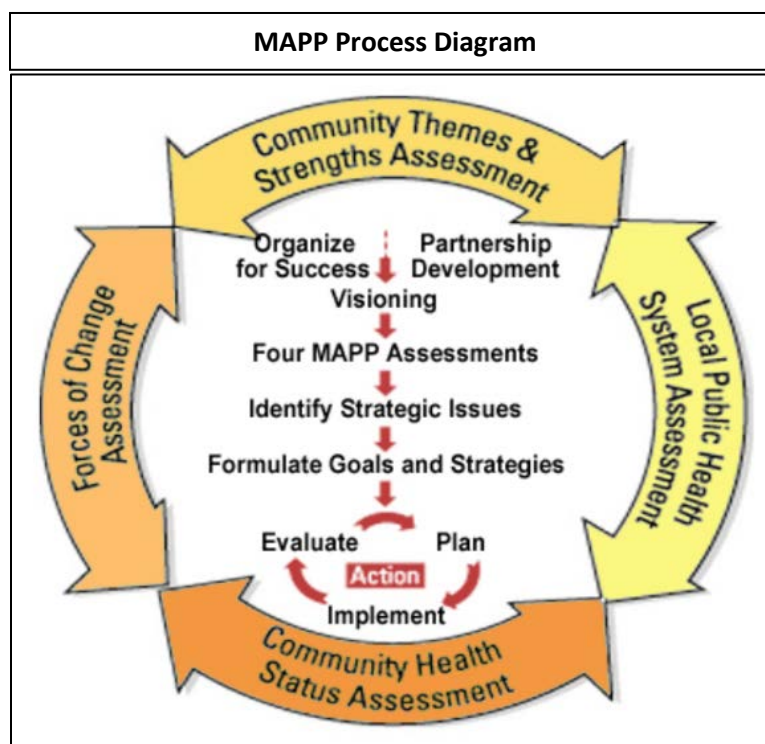 MAPP Process Diagram
Community Themes &
Strengths Assessment
Organize
for Success
Partnership
Development
Visioning
Four MAPP Assessments
Identify Strategic Issues
Formulate Goals and Strategies
Evaluate
Plan
Action
Implement
Forces of Change
Assessment
Local Public Health
System Assessment
Community Health
Status Assessment